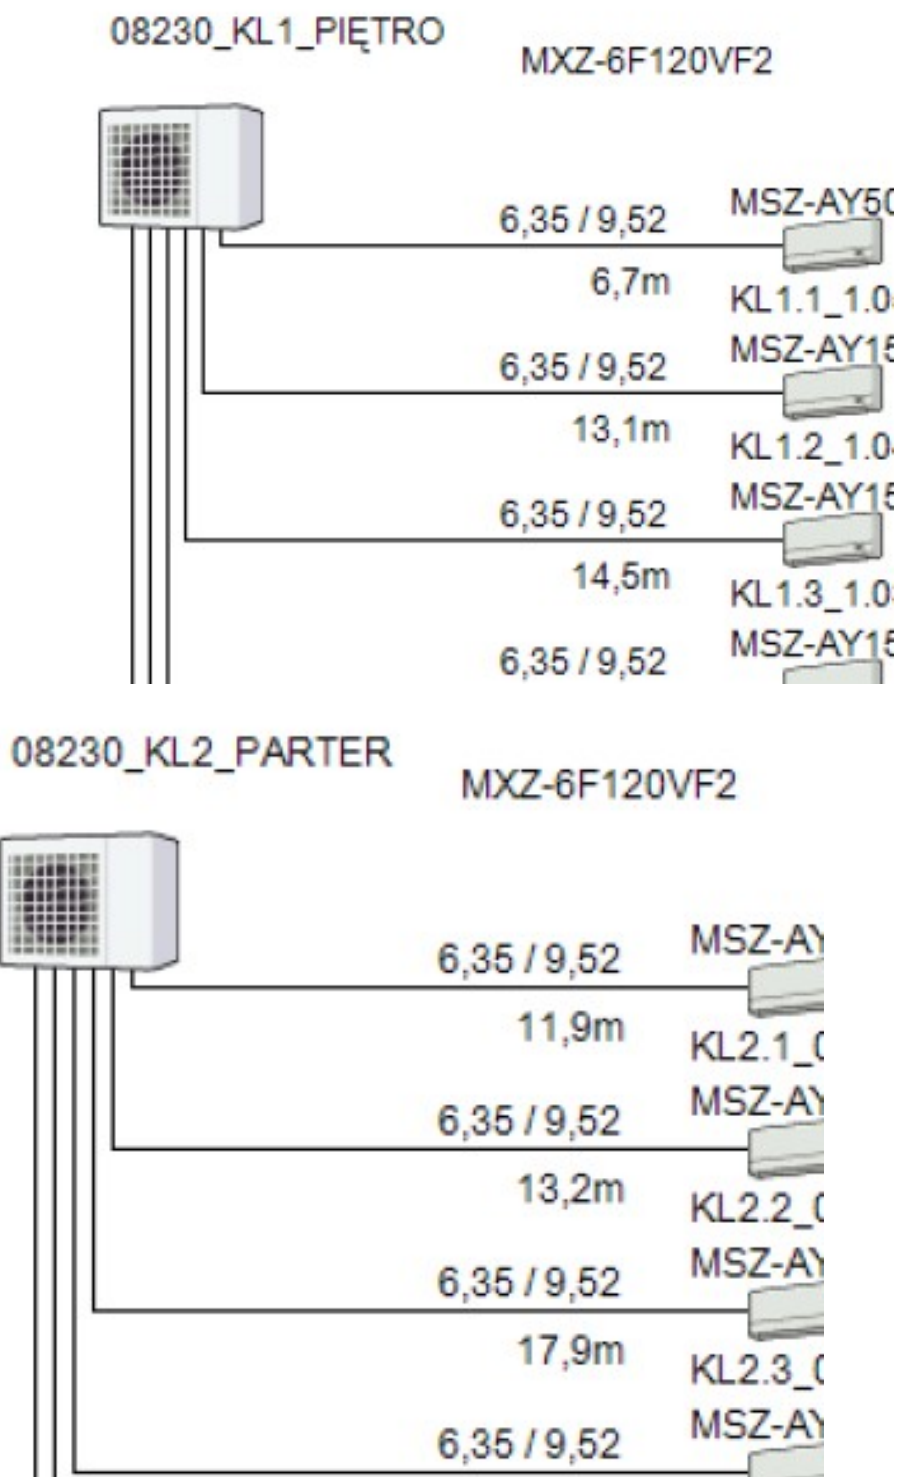 08230_KL1_PIĘTRO
MXZ-6F120VF2
6,35 / 9,52
MSZ-AY50
6,7m
KL1.1_1.0
6,35 / 9,52
MSZ-AY15
13,1m
KL1.2_1.0
6,35 / 9,52
MSZ-AY15
14,5m
KL1.3_1.0
6,35 / 9,52
MSZ-AY15
08230_KL2_PARTER
MXZ-6F120VF2
6,35 / 9,52
MSZ-AY
11,9m
KL2.1_0
6,35 / 9,52
MSZ-AY
13,2m
KL2.2_0
6,35 / 9,52
MSZ-AY
17,9m
KL2.3_0
6,35 / 9,52
MSZ-AY